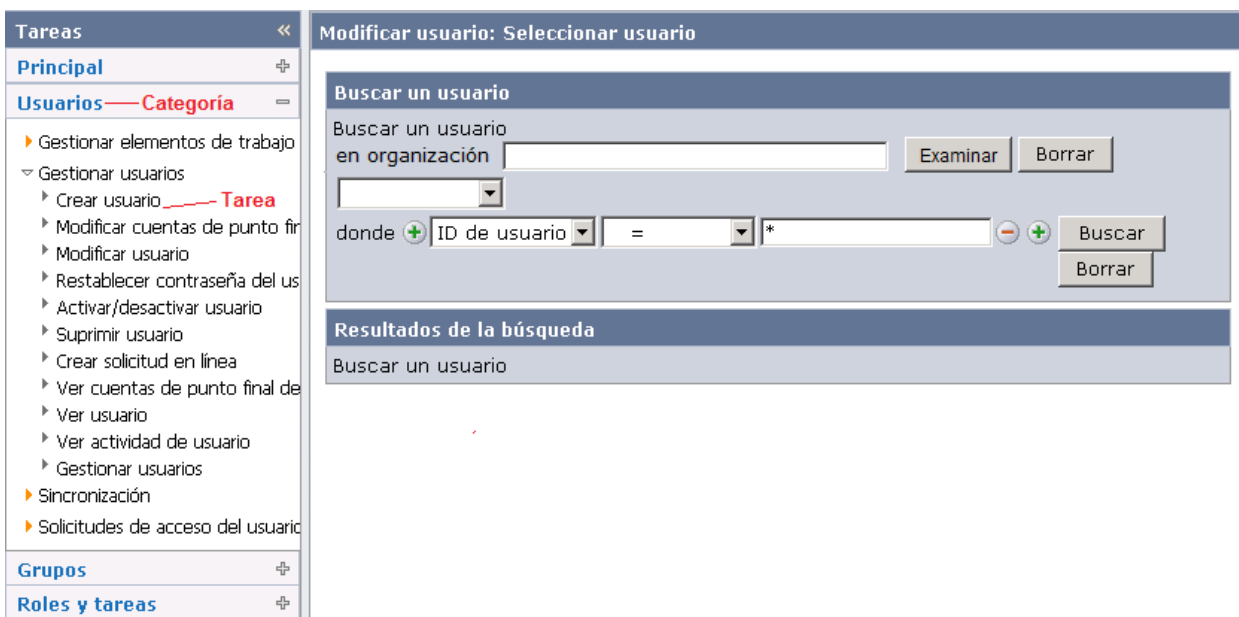 Tareas «
Principal
Usuarios Categoría
Gestionar elementos de trabajo
Gestionar usuarios
Crear usuario Tarea
Modificar cuentas de punto fir
Modificar usuario
Restablecer contraseña del us
Activar/desactivar usuario
Suprimir usuario
Crear solicitud en línea
Ver cuentas de punto final de
Ver usuario
Ver actividad de usuario
Gestionar usuarios
Sincronización
Solicitudes de acceso del usuario
Grupos
Roles y tareas
Modificar usuario: Seleccionar usuario
Buscar un usuario
Buscar un usuario
en organización Examinar Borrar
donde ID de usuario = * Buscar
Borrar
Resultados de la búsqueda
Buscar un usuario